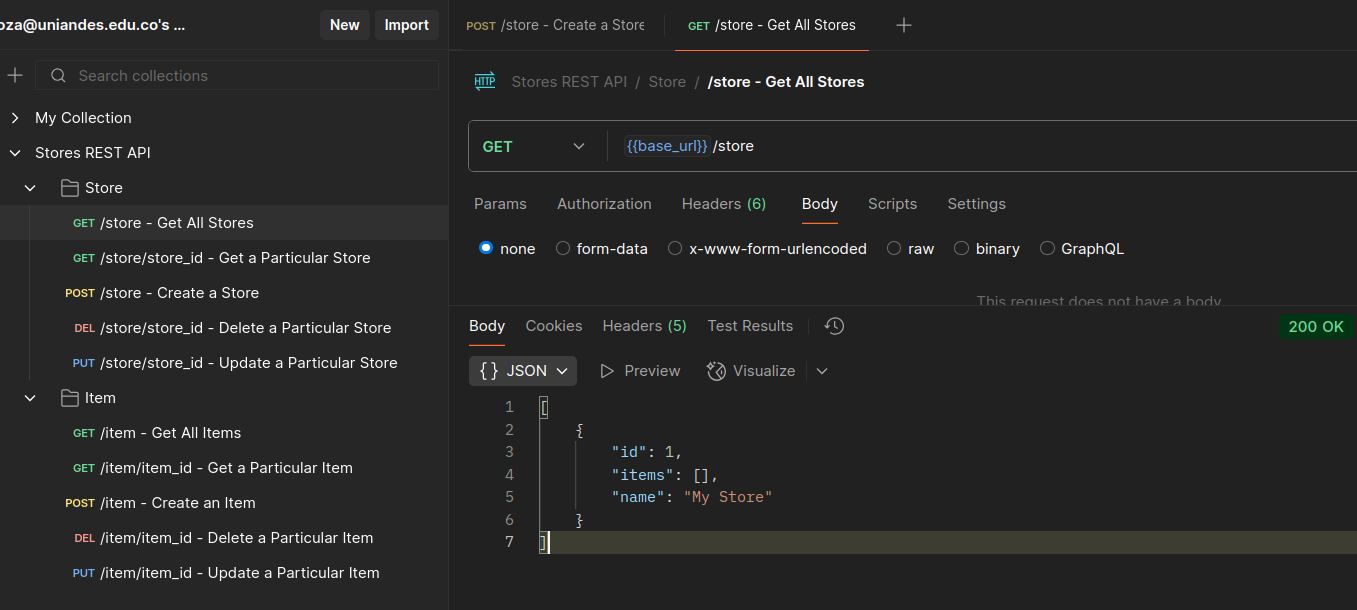 oza@uniandes.edu.co's ...
New
Import
POST /store - Create a Store
GET /store - Get All Stores
Search collections
HTTP Stores REST API / Store / /store - Get All Stores
My Collection
Stores REST API
Store
GET /store - Get All Stores
GET /store/store_id - Get a Particular Store
POST /store - Create a Store
DEL /store/store_id - Delete a Particular Store
PUT /store/store_id - Update a Particular Store
Item
GET /item - Get All Items
GET /item/item_id - Get a Particular Item
POST /item - Create an Item
DEL /item/item_id - Delete a Particular Item
PUT /item/item_id - Update a Particular Item
GET {{base_url}}/store
Params Authorization Headers (6) Body Scripts Settings
none form-data x-www-form-urlencoded raw binary GraphQL
This request does not have a body
Body Cookies Headers (5) Test Results
200 OK
{} JSON Preview Visualize
1 [
2 {
3 "id": 1,
4 "items": [],
5 "name": "My Store"
6 }
7 ]